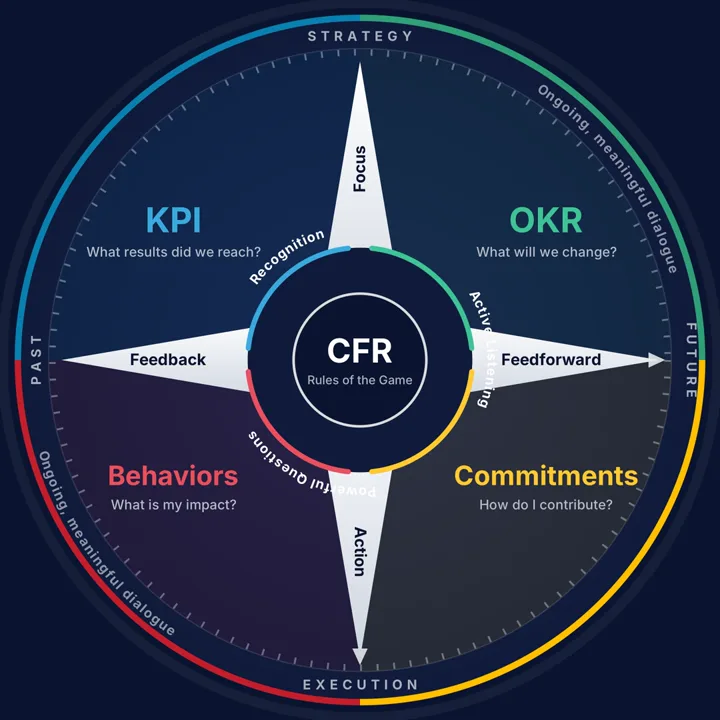 STRATEGY
Ongoing, meaningful dialogue
Focus
KPI
What results did we reach?
OKR
What will we change?
Recognition
Active Listening
PAST
Feedback
CFR
Rules of the Game
Feedforward
FUTURE
Behaviors
What is my impact?
Powerful Questions
Commitments
How do I contribute?
Action
Ongoing, meaningful dialogue
EXECUTION